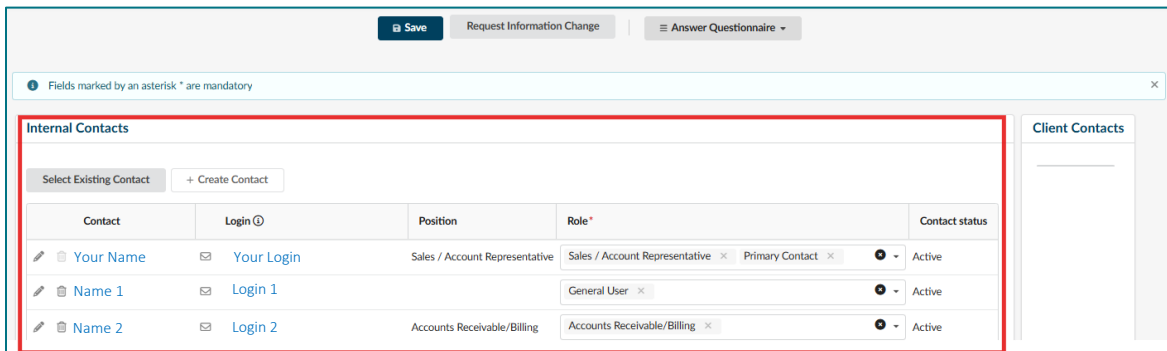 Save Request Information Change Answer Questionnaire
Fields marked by an asterisk * are mandatory
Internal Contacts
Client Contacts
Select Existing Contact + Create Contact
Contact Login Position Role* Contact status
Your Name Your Login Sales / Account Representative Sales / Account Representative × Primary Contact × Active
Name 1 Login 1 General User × Active
Name 2 Login 2 Accounts Receivable/Billing Accounts Receivable/Billing × Active